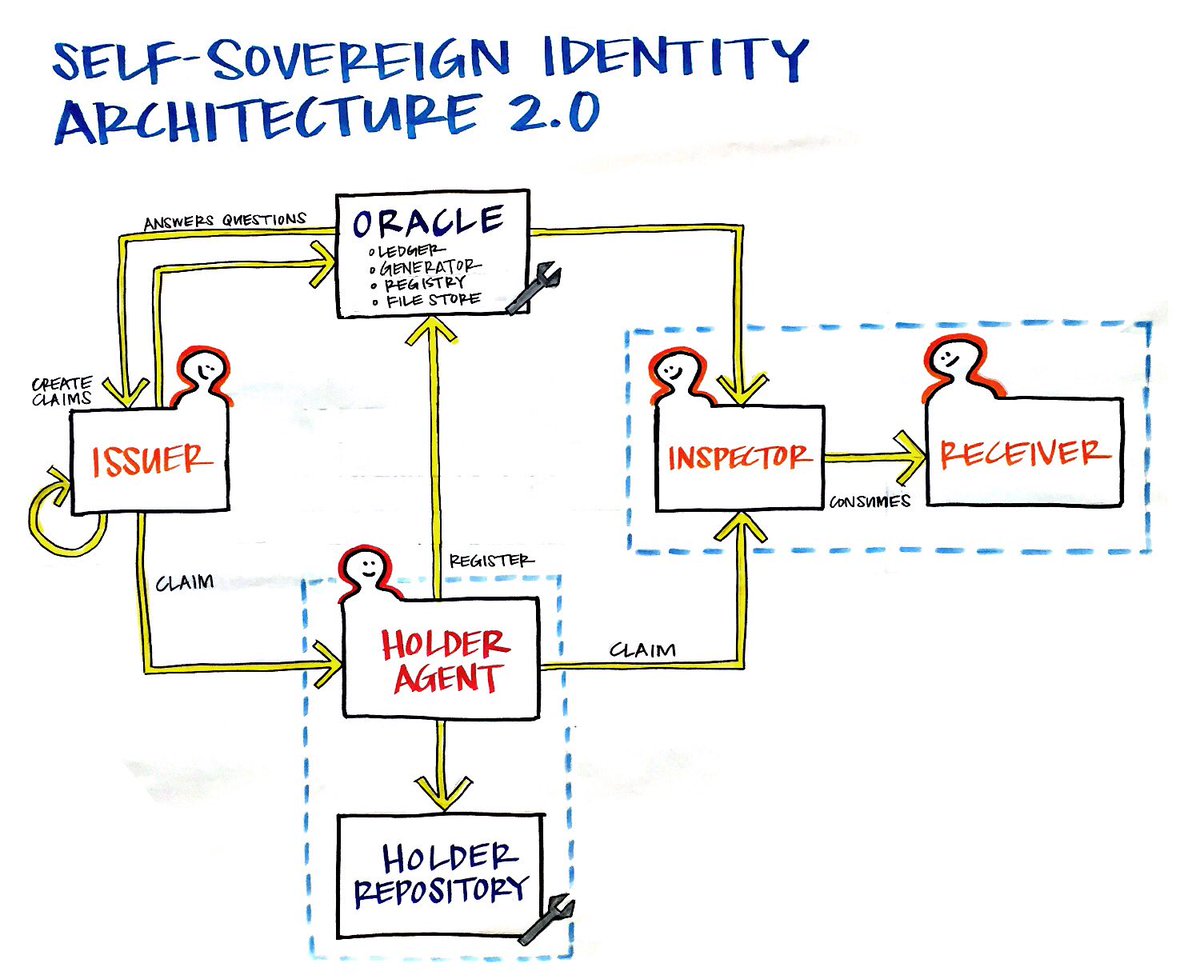 SELF-SOVEREIGN IDENTITY
ARCHITECTURE 2.0
ANSWERS QUESTIONS
ORACLE
• LEDGER
• GENERATOR
• REGISTRY
• FILE STORE
CREATE
CLAIMS
ISSUER
INSPECTOR
RECEIVER
CONSUMES
CLAIM
REGISTER
HOLDER
AGENT
CLAIM
HOLDER
REPOSITORY